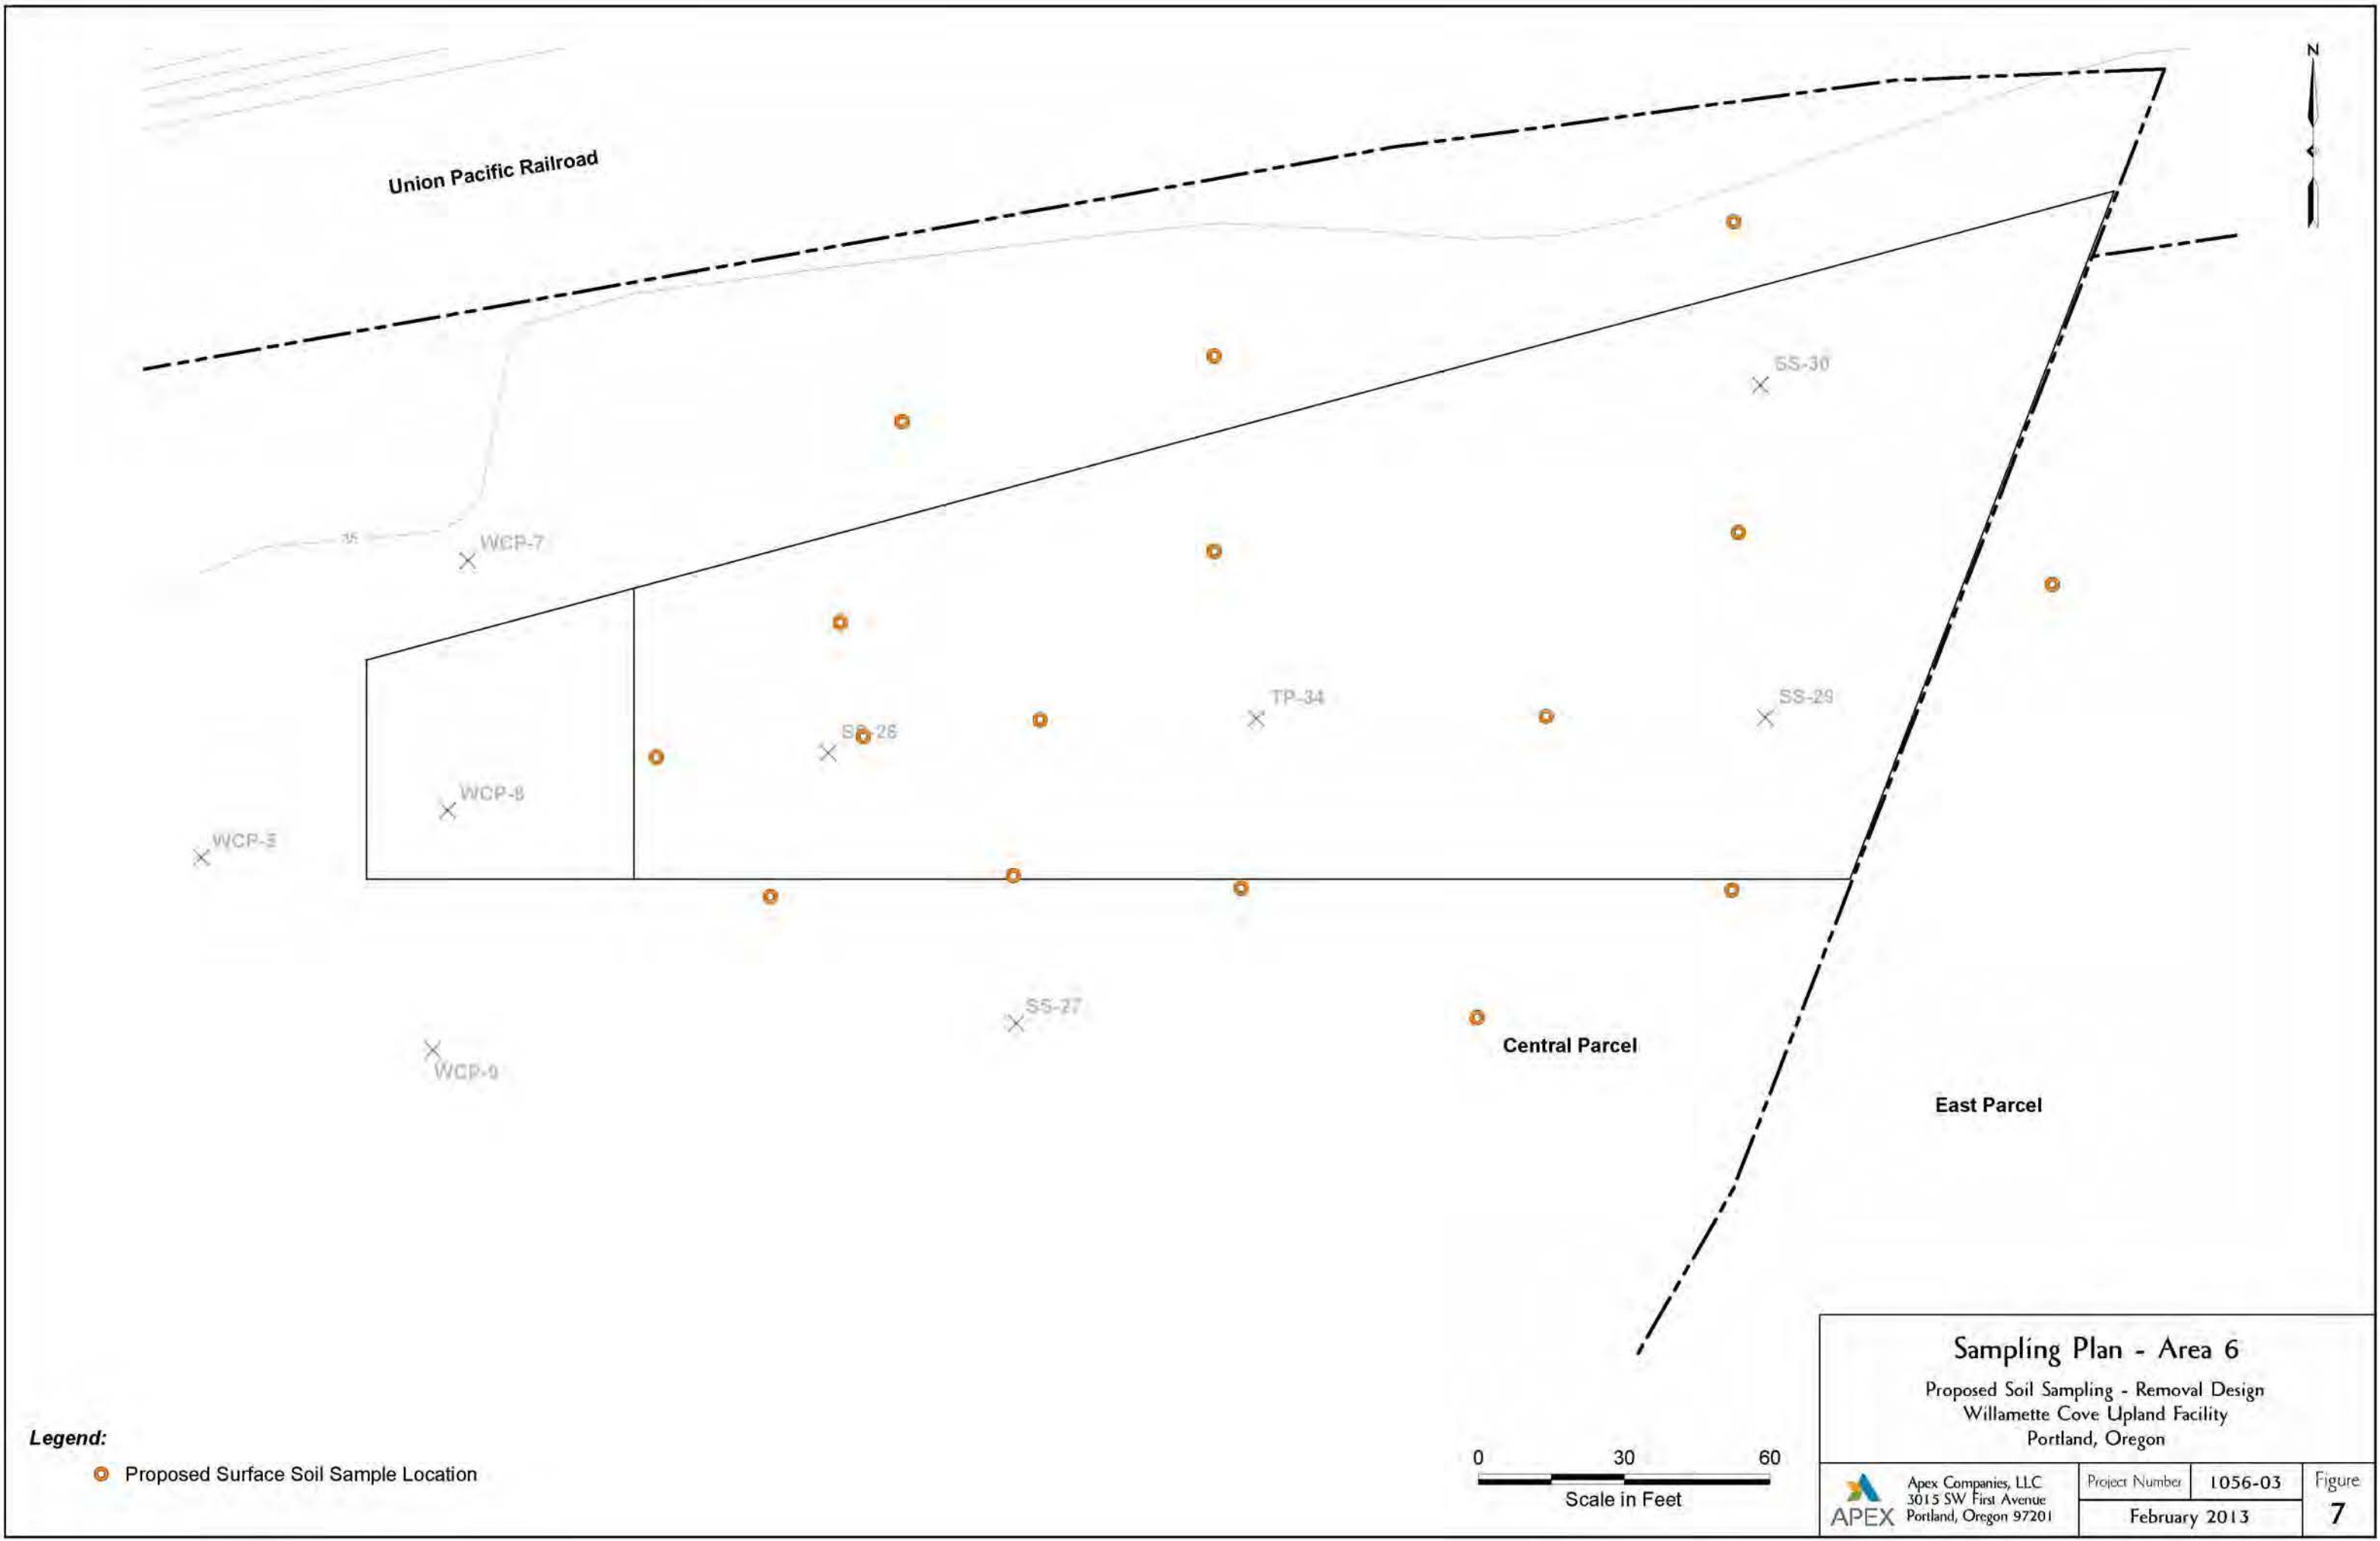 N
Union Pacific Railroad
SS-30
35
WCP-7
TP-34
SS-29
WCP-8
WCP-5
SS-27
Central Parcel
WCP-9
East Parcel
Legend:
Proposed Surface Soil Sample Location
0 30 60
Scale in Feet
Sampling Plan - Area 6
Proposed Soil Sampling - Removal Design
Willamette Cove Upland Facility
Portland, Oregon
APEX
Apex Companies, LLC
3015 SW First Avenue
Portland, Oregon 97201
Project Number
1056-03
February 2013
Figure
7